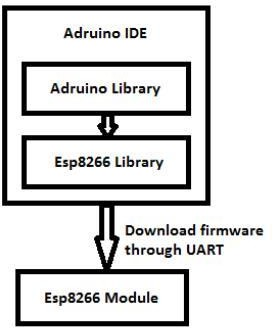 Adruino IDE
Adruino Library
Esp8266 Library
Download firmware
through UART
Esp8266 Module